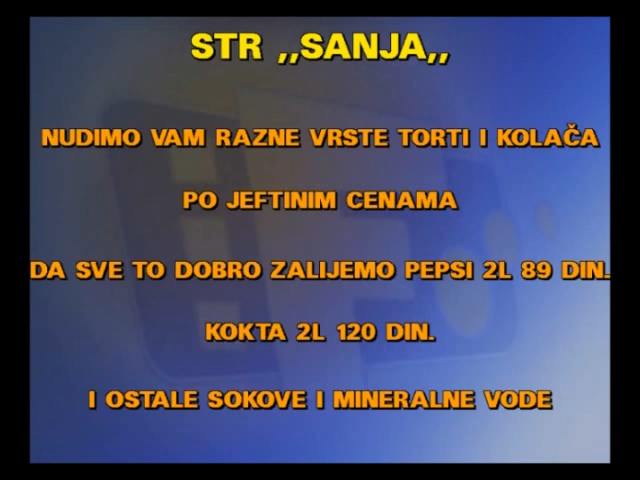 STR ,,SANJA,,
NUDIMO VAM RAZNE VRSTE TORTI I KOLAČA
PO JEFTINIM CENAMA
DA SVE TO DOBRO ZALIJEMO PEPSI 2L 89 DIN.
KOKTA 2L 120 DIN.
I OSTALE SOKOVE I MINERALNE VODE